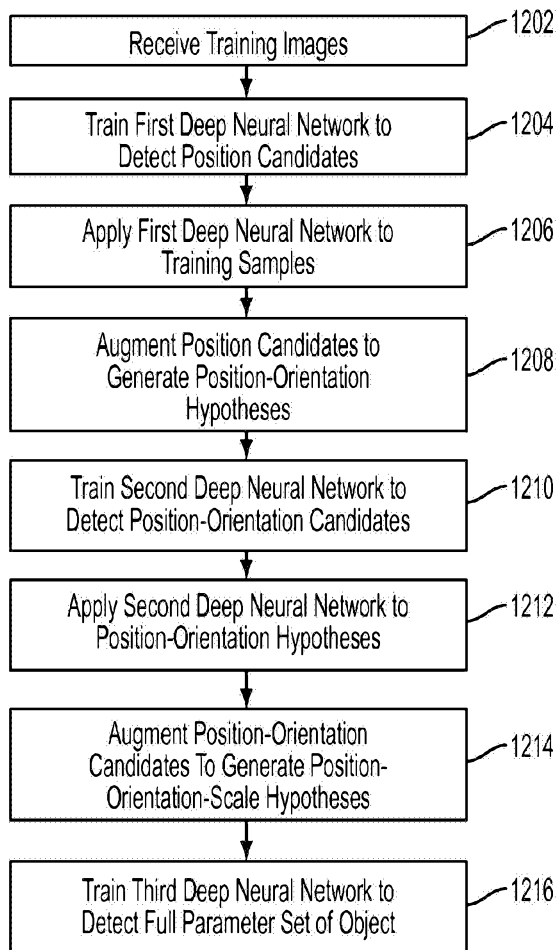 Receive Training Images
1202
Train First Deep Neural Network to
Detect Position Candidates
1204
Apply First Deep Neural Network to
Training Samples
1206
Augment Position Candidates to
Generate Position-Orientation
Hypotheses
1208
Train Second Deep Neural Network to
Detect Position-Orientation Candidates
1210
Apply Second Deep Neural Network to
Position-Orientation Hypotheses
1212
Augment Position-Orientation
Candidates To Generate Position-
Orientation-Scale Hypotheses
1214
Train Third Deep Neural Network to
Detect Full Parameter Set of Object
1216